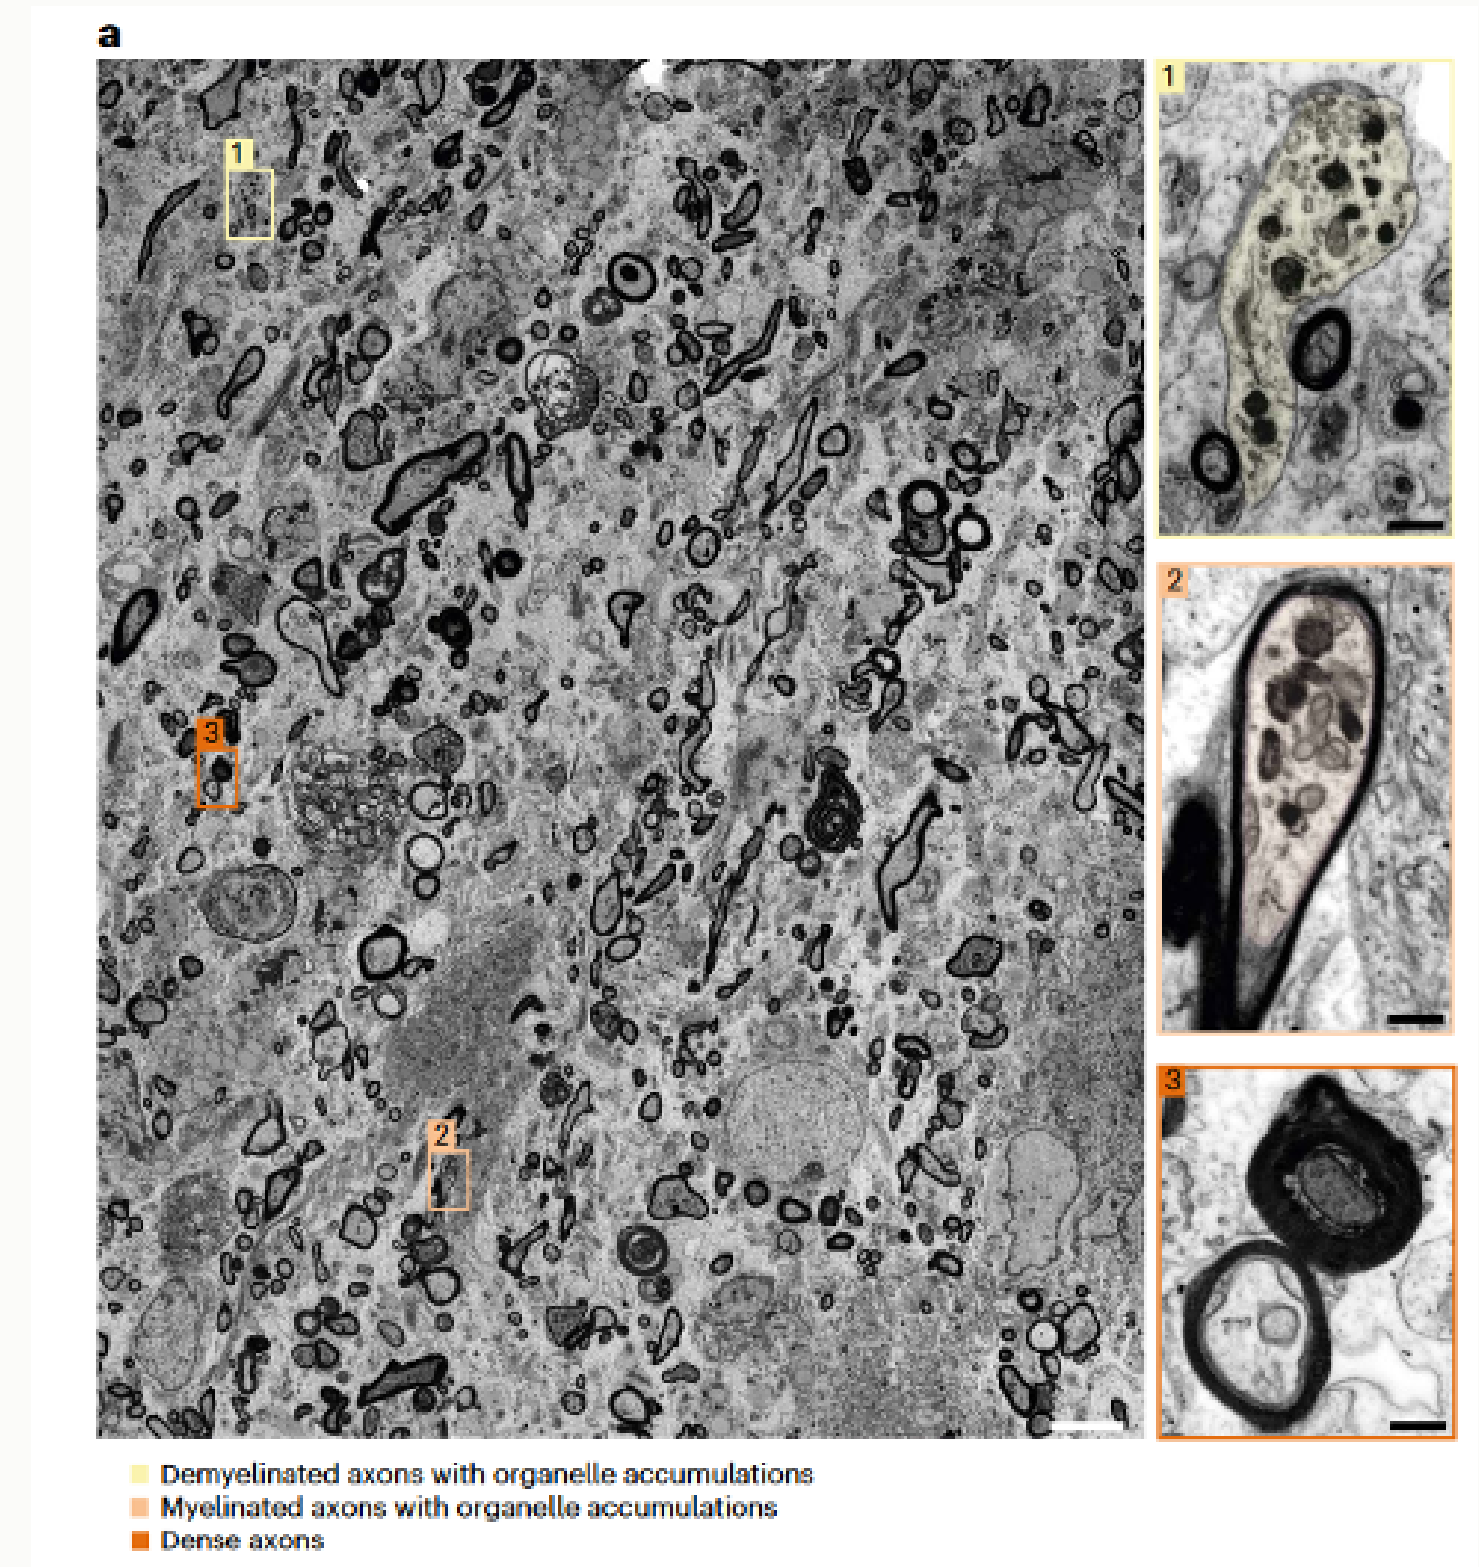 a
1
1
2
3
2
3
Demyelinated axons with organelle accumulations
Myelinated axons with organelle accumulations
Dense axons